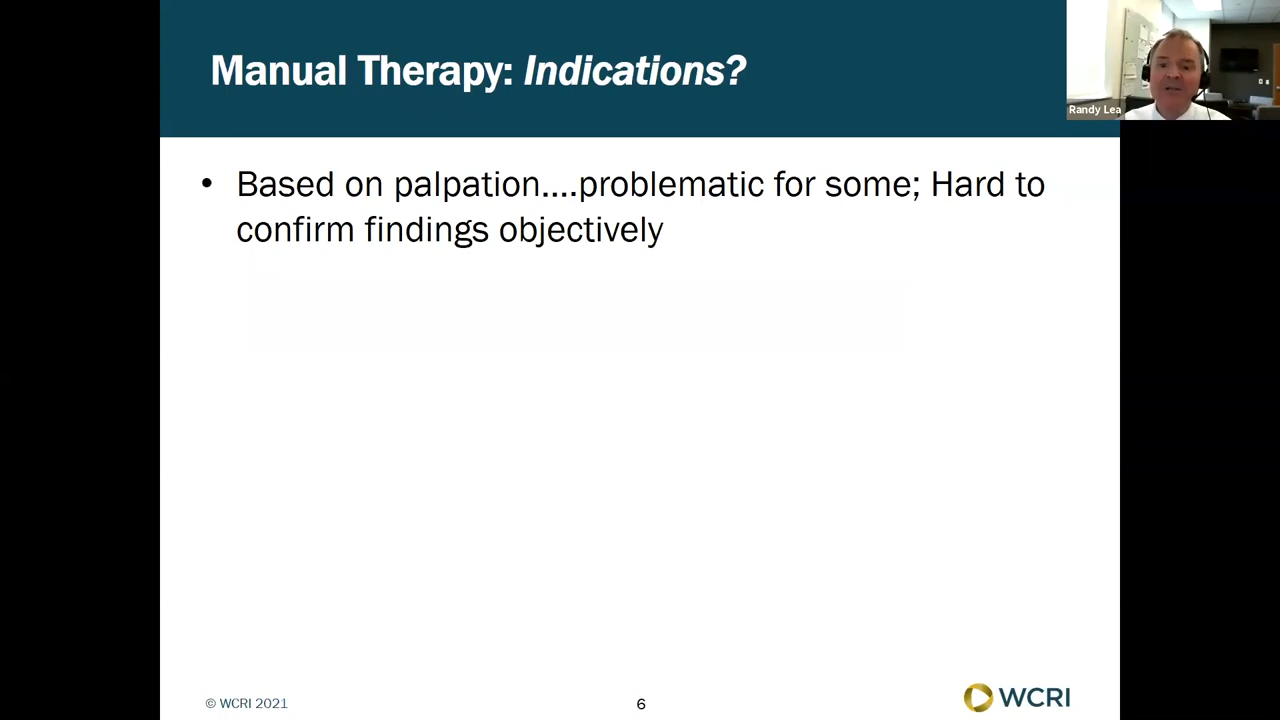 Manual Therapy: Indications?
Randy Lea
• Based on palpation....problematic for some; Hard to
confirm findings objectively
© WCRI 2021
6
WCRI